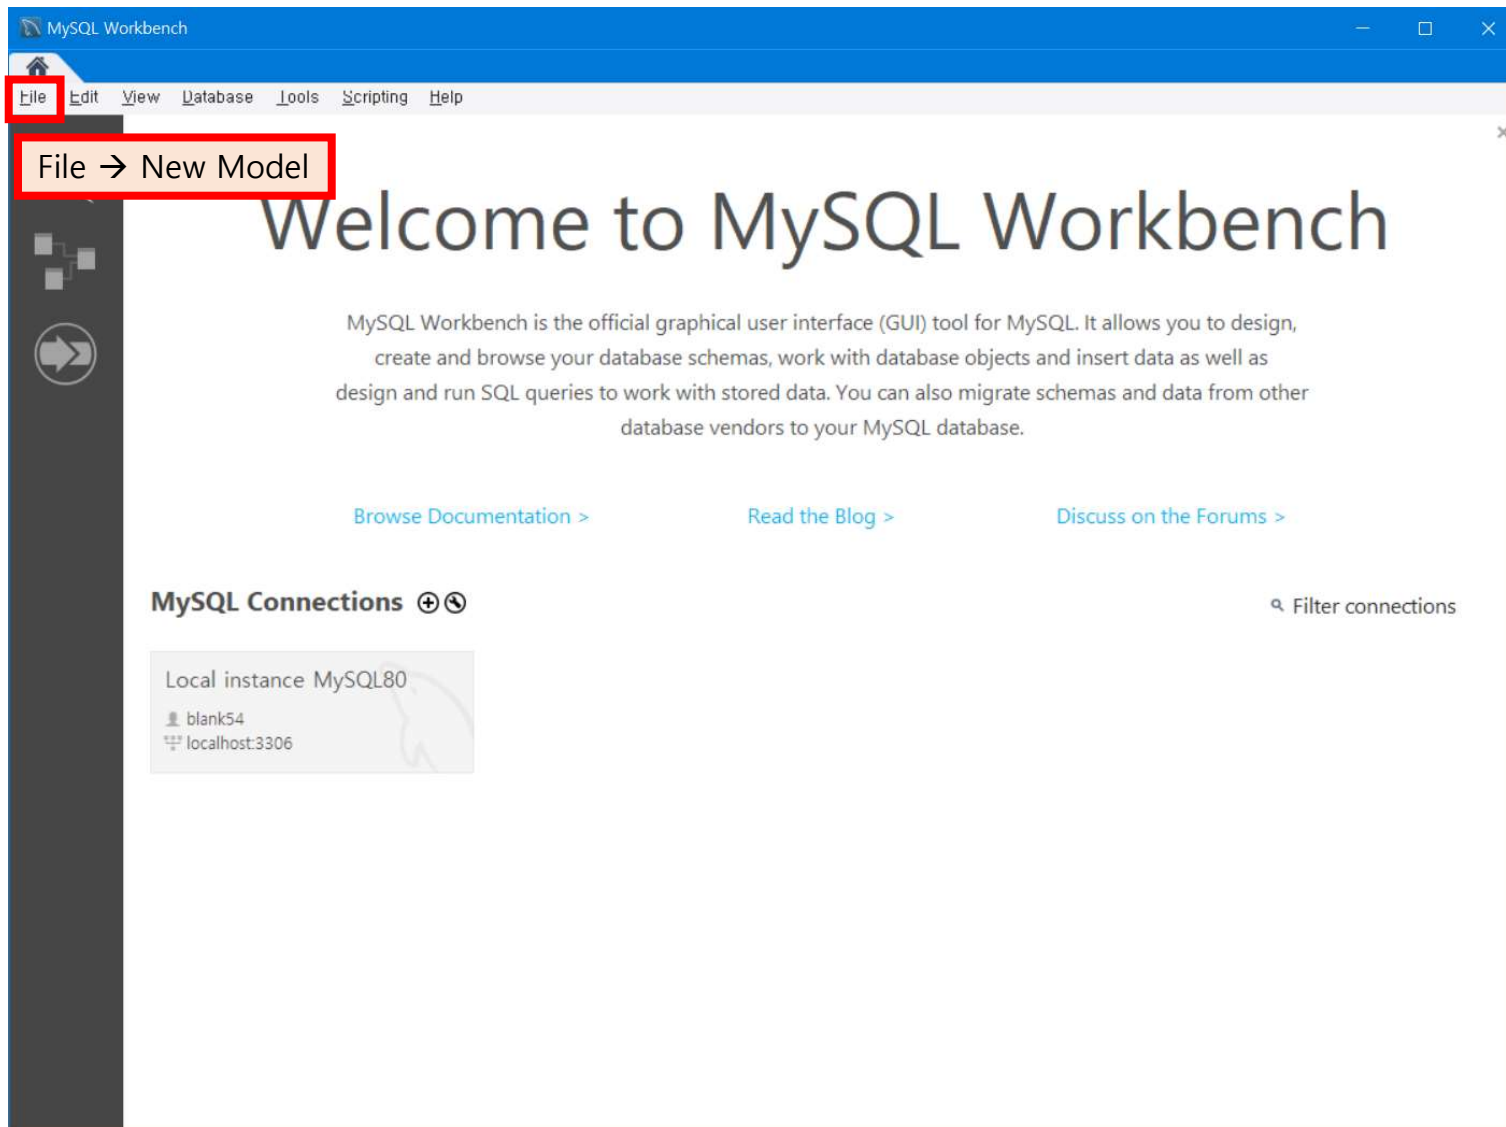 MySQL Workbench
File Edit View Database Tools Scripting Help
File → New Model
Welcome to MySQL Workbench
MySQL Workbench is the official graphical user interface (GUI) tool for MySQL. It allows you to design,
create and browse your database schemas, work with database objects and insert data as well as
design and run SQL queries to work with stored data. You can also migrate schemas and data from other
database vendors to your MySQL database.
Browse Documentation > Read the Blog > Discuss on the Forums >
MySQL Connections
Filter connections
Local instance MySQL80
blank54
localhost:3306